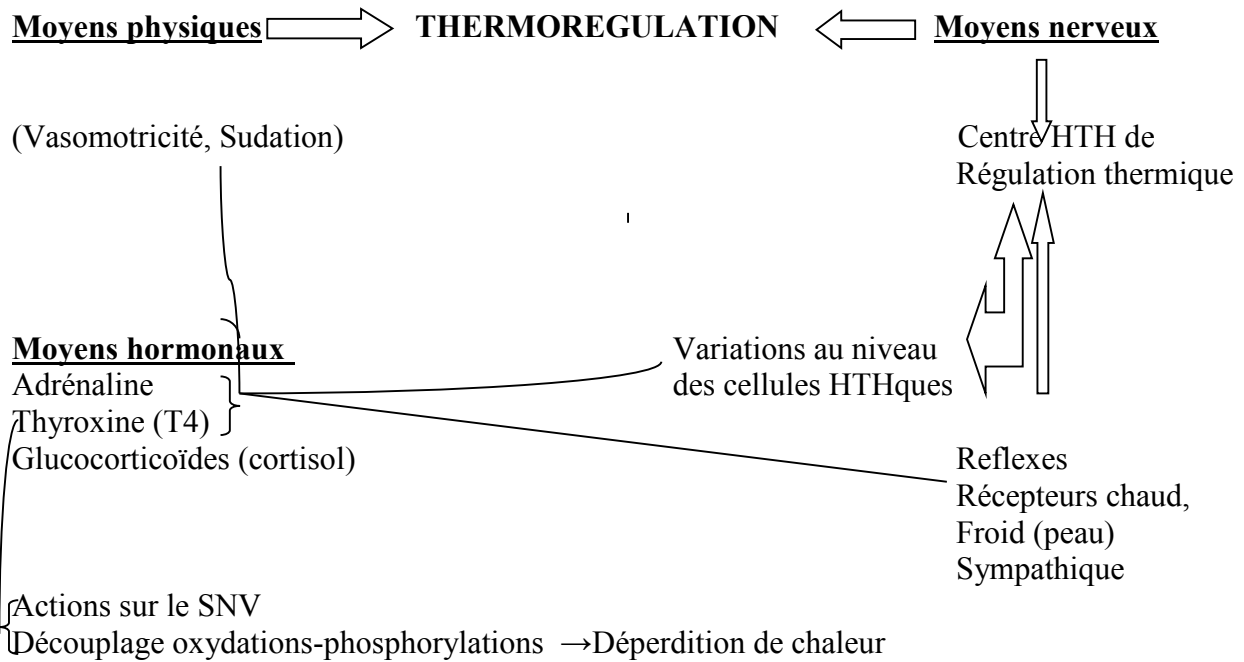 Moyens physiques THERMOREGULATION Moyens nerveux
(Vasomotricité, Sudation)
Centre HTH de
Régulation thermique
Moyens hormonaux
Adrénaline
Thyroxine (T4)
Glucocorticoïdes (cortisol)
Variations au niveau
des cellules HTHques
Reflexes
Récepteurs chaud,
Froid (peau)
Sympathique
Actions sur le SNV
Découplage oxydations-phosphorylations →Déperdition de chaleur